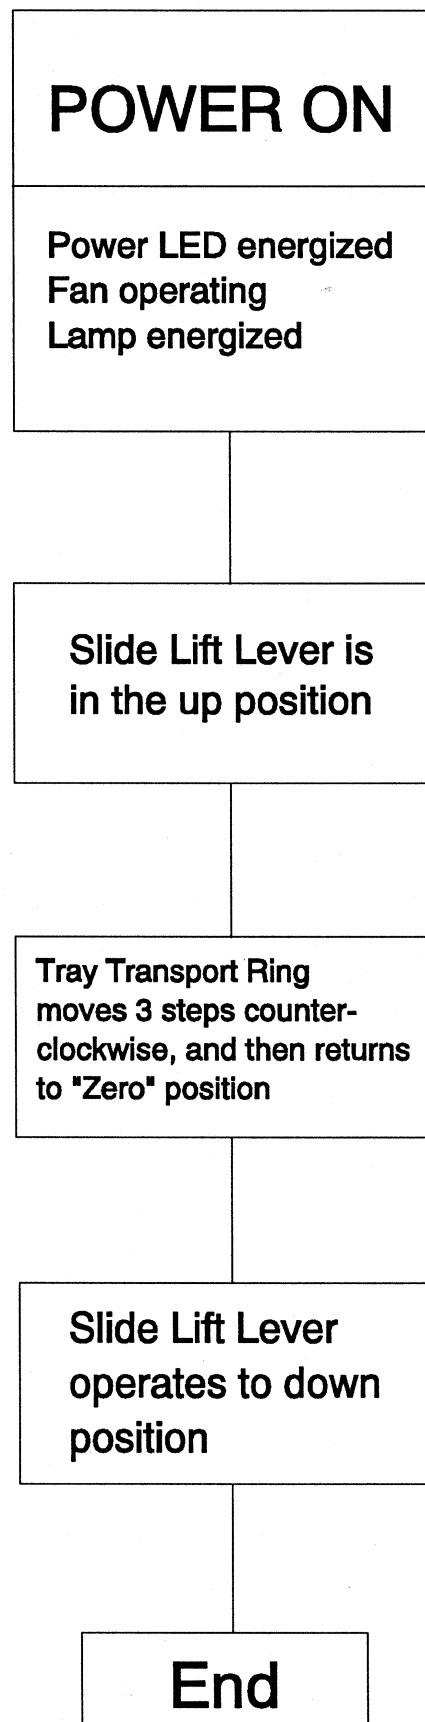 POWER ON
Power LED energized
Fan operating
Lamp energized
Slide Lift Lever is
in the up position
Tray Transport Ring
moves 3 steps counter-
clockwise, and then returns
to "Zero" position
Slide Lift Lever
operates to down
position
End